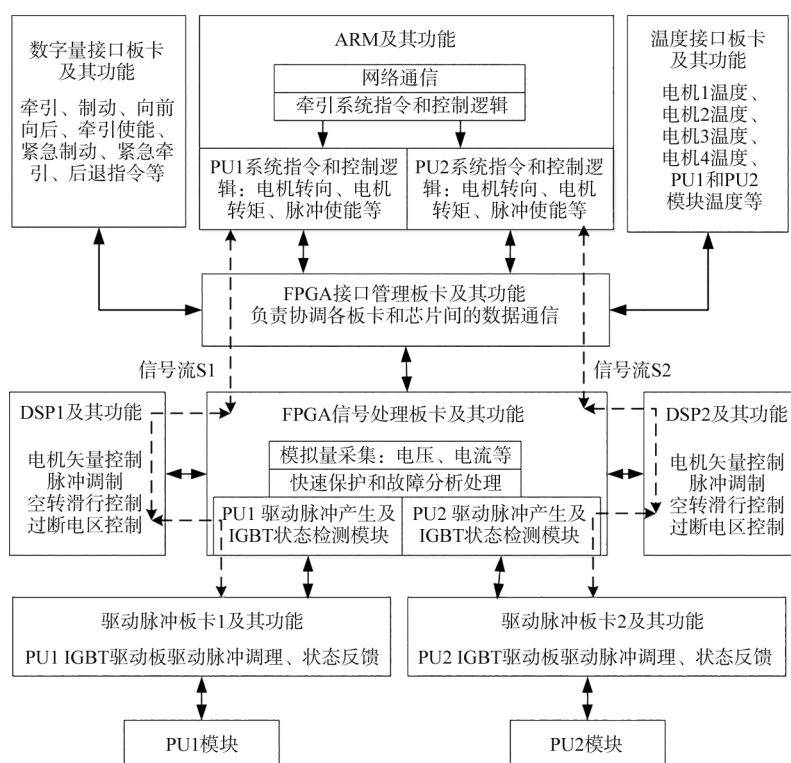 数字量接口板卡
及其功能
牵引、制动、向前
向后、牵引使能、
紧急制动、紧急牵
引、后退指令等
ARM及其功能
网络通信
牵引系统指令和控制逻辑
PU1系统指令和控制逻
辑：电机转向、电机
转矩、脉冲使能等
PU2系统指令和控制逻
辑：电机转向、电机
转矩、脉冲使能等
温度接口板卡
及其功能
电机1温度、
电机2温度、
电机3温度、
电机4温度、
PU1和PU2
模块温度等
FPGA接口管理板卡及其功能
负责协调各板卡和芯片间的数据通信
信号流S1
信号流S2
DSP1及其功能
电机矢量控制
脉冲调制
空转滑行控制
过断电区控制
FPGA信号处理板卡及其功能
模拟量采集：电压、电流等
快速保护和故障分析处理
PU1 驱动脉冲产生及
IGBT状态检测模块
PU2 驱动脉冲产生及
IGBT状态检测模块
DSP2及其功能
电机矢量控制
脉冲调制
空转滑行控制
过断电区控制
驱动脉冲板卡1及其功能
PU1 IGBT驱动板驱动脉冲调理、状态反馈
驱动脉冲板卡2及其功能
PU2 IGBT驱动板驱动脉冲调理、状态反馈
PU1模块
PU2模块